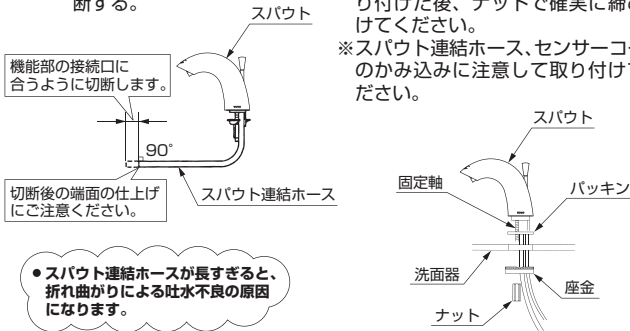 断する。
スパウト
機能部の接続口に
合うように切断します。
90°
切断後の端面の仕上げ
にご注意ください。
スパウト連結ホース
●スパウト連結ホースが長すぎると、
折れ曲がりによる吐水不良の原因
になります。
り付けた後、ナットで確実に締め
けてください。
※スパウト連結ホース、センサーコー
のかみ込みに注意して取り付けて
ださい。
スパウト
固定軸
パッキン
洗面器
座金
ナット